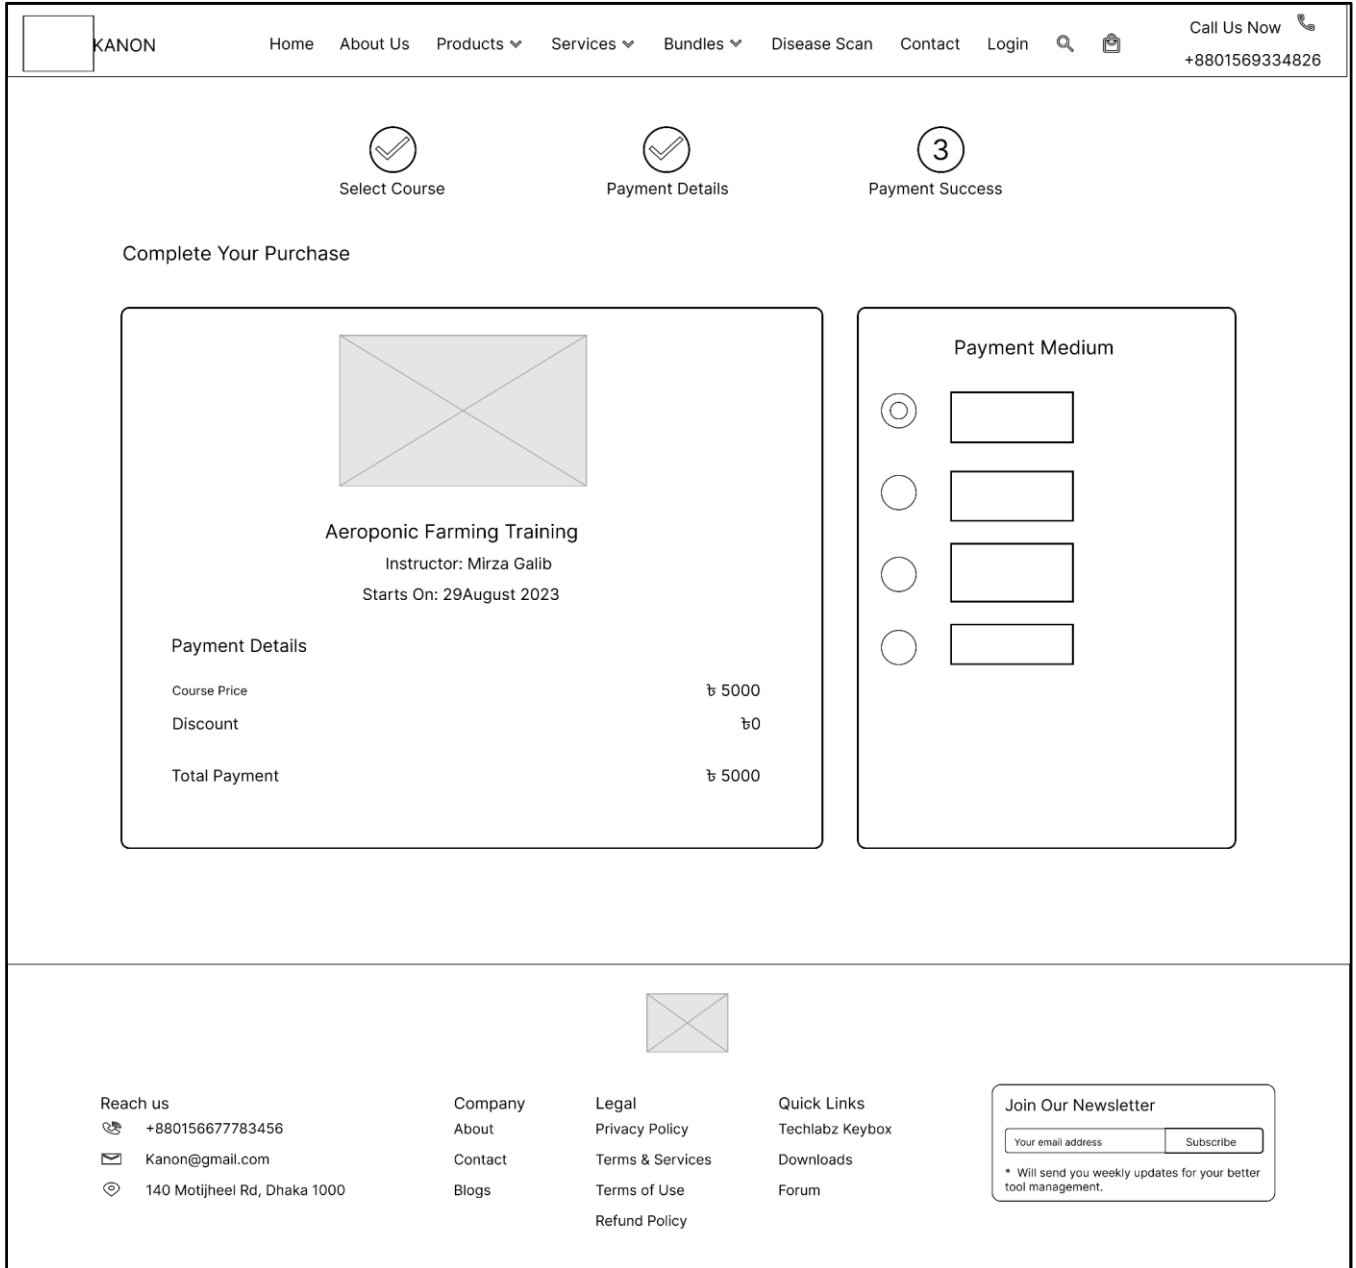 KANON
Home About Us Products Services Bundles Disease Scan Contact Login
Call Us Now
+8801569334826
3
Select Course
Payment Details
Payment Success
Complete Your Purchase
Aeroponic Farming Training
Instructor: Mirza Galib
Starts On: 29August 2023
Payment Details
Course Price ৳ 5000
Discount ৳0
Total Payment ৳ 5000
Payment Medium
Reach us
+880156677783456
Kanon@gmail.com
140 Motijheel Rd, Dhaka 1000
Company
About
Contact
Blogs
Legal
Privacy Policy
Terms & Services
Terms of Use
Refund Policy
Quick Links
Techlabz Keybox
Downloads
Forum
Join Our Newsletter
Your email address Subscribe
* Will send you weekly updates for your better
tool management.